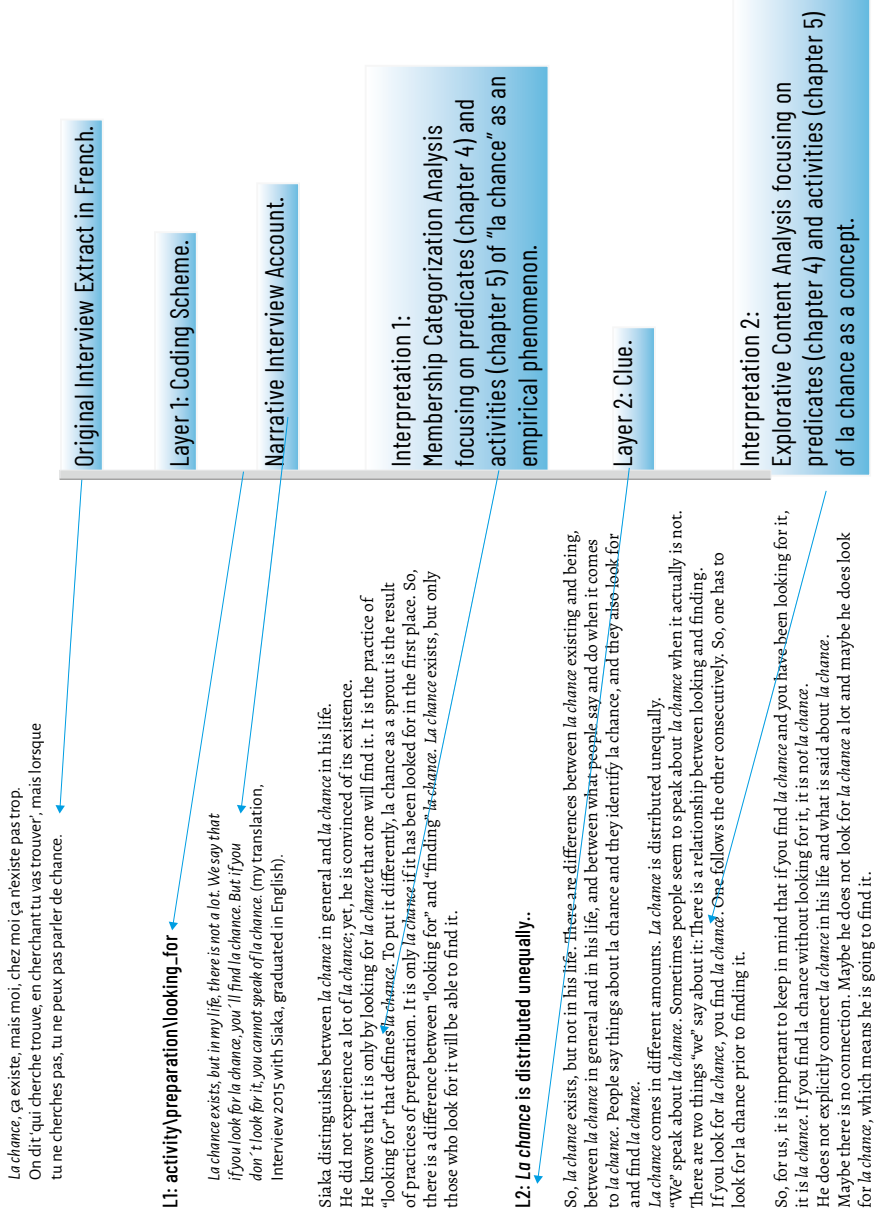 La chance, ça existe, mais moi, chez moi ça n'existe pas trop.
On dit 'qui cherche trouve, en cherchant tu vas trouver', mais lorsque
tu ne cherches pas, tu ne peux pas parler de chance.
L1: activity\preparation\looking_for
La chance exists, but in my life, there is not a lot. We say that
if you look for la chance, you´ll find la chance. But if you
don´t look for it, you cannot speak of la chance. (my translation,
Interview 2015 with Siaka, graduated in English).
Siaka distinguishes between la chance in general and la chance in his life.
He did not experience a lot of la chance; yet, he is convinced of its existence.
He knows that it is only by looking for la chance that one will find it. It is the practice of
"looking for" that defines la chance. To put it differently, la chance as a sprout is the result
of practices of preparation. It is only la chance if it has been looked for in the first place. So,
there is a difference between "looking for" and "finding" la chance. La chance exists, but only
those who look for it will be able to find it.
L2: La chance is distributed unequally..
So, la chance exists, but not in his life. There are differences between la chance existing and being,
between la chance in general and in his life, and between what people say and do when it comes
to la chance. People say things about la chance and they identify la chance, and they also look for
and find la chance.
La chance comes in different amounts. La chance is distributed unequally.
"We" speak about la chance. Sometimes people seem to speak about la chance when it actually is not.
There are two things "we" say about it: There is a relationship between looking and finding.
If you look for la chance, you find la chance. One follows the other consecutively. So, one has to
look for la chance prior to finding it.
So, for us, it is important to keep in mind that if you find la chance and you have been looking for it,
it is la chance. If you find la chance without looking for it, it is not la chance.
He does not explicitly connect la chance in his life and what is said about la chance.
Maybe there is no connection. Maybe he does not look for la chance a lot and maybe he does look
for la chance, which means he is going to find it.
Original Interview Extract in French.
Layer 1: Coding Scheme.
Narrative Interview Account.
Interpretation 1:
Membership Categorization Analysis
focusing on predicates (chapter 4) and
activities (chapter 5) of "la chance" as an
empirical phenomenon.
Layer 2: Clue.
Interpretation 2:
Explorative Content Analysis focusing on
predicates (chapter 4) and activities (chapter 5)
of la chance as a concept.